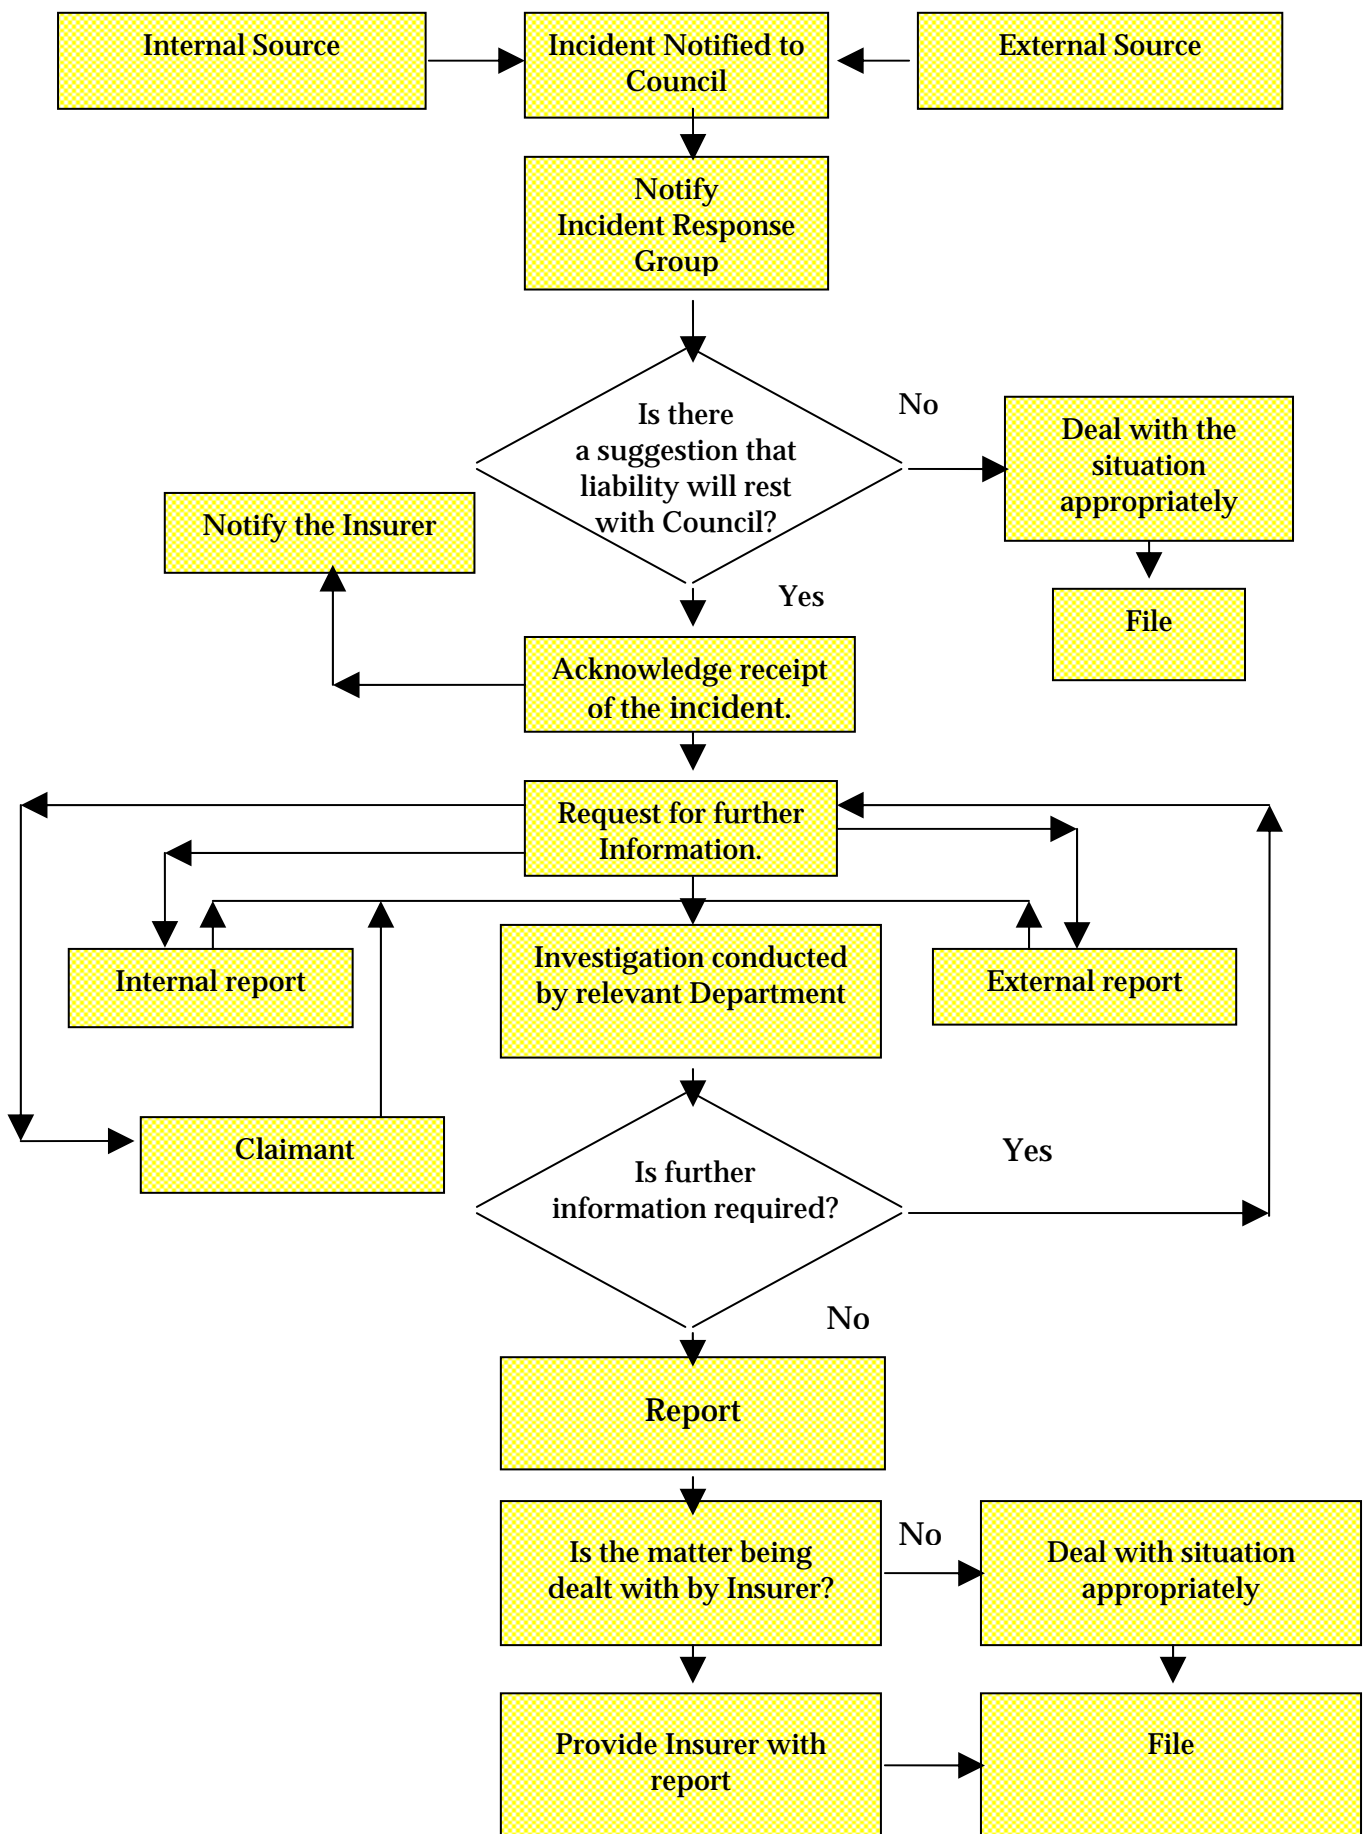 Internal Source
Incident Notified to
Council
External Source
Notify
Incident Response
Group
Is there
a suggestion that
liability will rest
with Council?
No
Deal with the
situation
appropriately
Notify the Insurer
Yes
File
Acknowledge receipt
of the incident.
Request for further
Information.
Internal report
Investigation conducted
by relevant Department
External report
Claimant
Is further
information required?
Yes
No
Report
Is the matter being
dealt with by Insurer?
No
Deal with situation
appropriately
Provide Insurer with
report
File